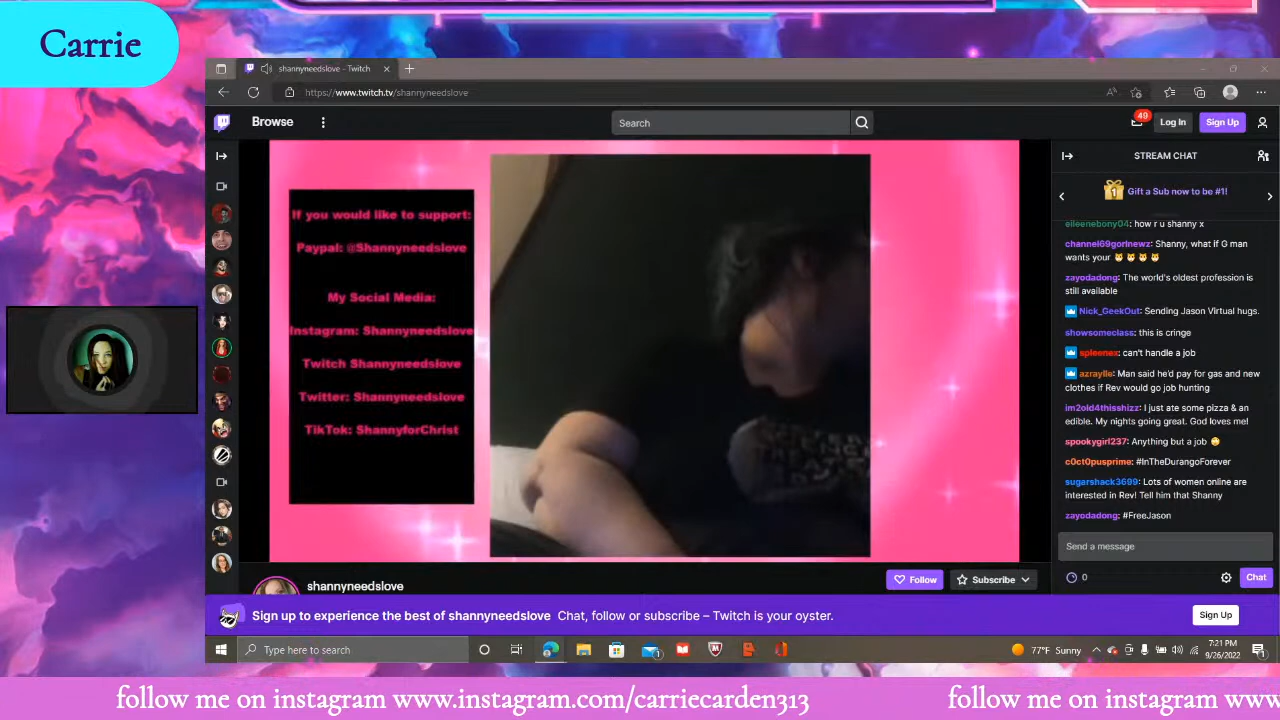 Carrie
shannyneedslove - Twitch
https://www.twitch.tv/shannyneedslove
Browse
Search
49
Log In
Sign Up
If you would like to support:
Paypal: @Shannyneedslove
My Social Media:
Instagram: Shannyneedslove
Twitch Shannyneedslove
Twitter: Shannyneedslove
TikTok: ShannyforChrist
STREAM CHAT
1
Gift a Sub now to be #1!
eileenebony04: how r u shanny x
channel69gorlnewz: Shanny, what if G man
wants your
zayodadong: The world's oldest profession is
still available
Nick_GeekOut: Sending Jason Virtual hugs.
showsomeclass: this is cringe
spleenex: can't handle a job
azraylle: Man said he'd pay for gas and new
clothes if Rev would go job hunting
im2old4thisshizz: I just ate some pizza & an
edible. My nights going great. God loves me!
spookygirl237: Anything but a job
c0ct0pusprime: #InTheDurangoForever
sugarshack3699: Lots of women online are
interested in Rev! Tell him that Shanny
zayodadong: #FreeJason
Send a message
0
Chat
shannyneedslove
Follow
Subscribe
Sign up to experience the best of shannyneedslove Chat, follow or subscribe – Twitch is your oyster.
Sign Up
Type here to search
77°F Sunny
7:21 PM
9/26/2022
follow me on instagram www.instagram.com/carriecarden313
follow me on instagram www